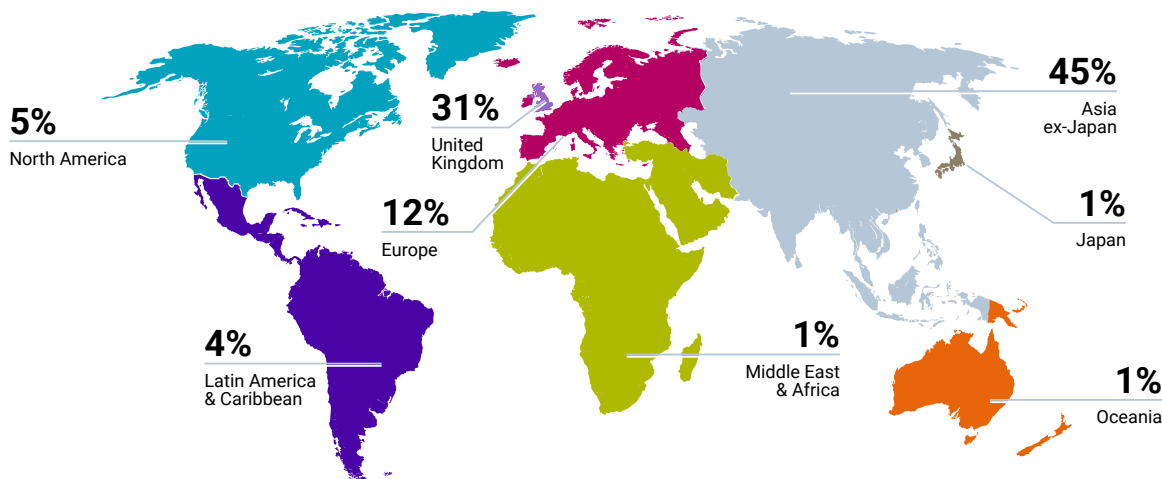 45%
Asia
ex-Japan
31%
United
Kingdom
5%
North America
1%
Japan
12%
Europe
4%
Latin America
& Caribbean
1%
Middle East
& Africa
1%
Oceania